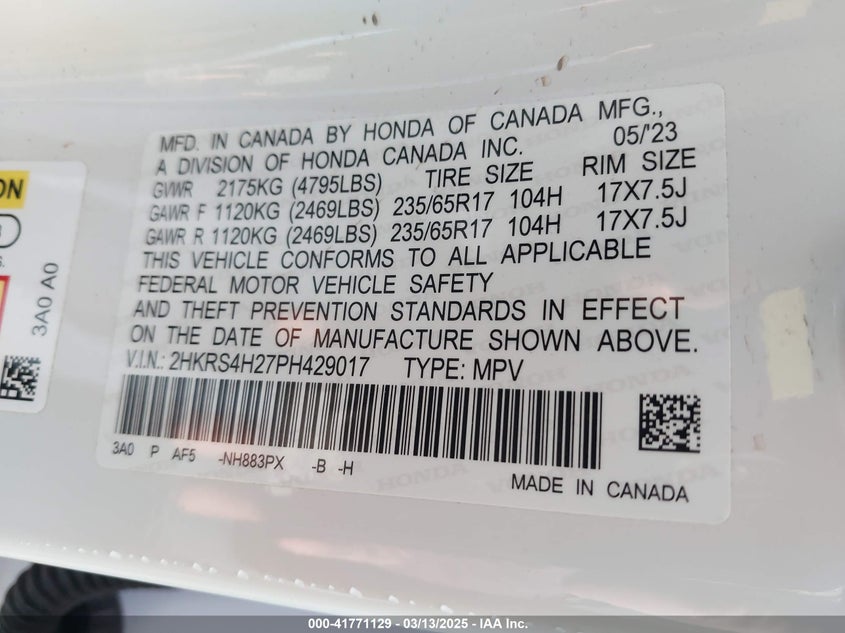 MFD. IN CANADA BY HONDA OF CANADA MFG.,
A DIVISION OF HONDA CANADA INC. 05/'23
GVWR 2175KG (4795LBS) TIRE SIZE RIM SIZE
GAWR F 1120KG (2469LBS) 235/65R17 104H 17X7.5J
GAWR R 1120KG (2469LBS) 235/65R17 104H 17X7.5J
THIS VEHICLE CONFORMS TO ALL APPLICABLE
FEDERAL MOTOR VEHICLE SAFETY
AND THEFT PREVENTION STANDARDS IN EFFECT
ON THE DATE OF MANUFACTURE SHOWN ABOVE.
V.I.N.: 2HKRS4H27PH429017 TYPE: MPV
3A0 P AF5 -NH883PX -B -H
MADE IN CANADA
3A0 A0
000-41771129 - 03/13/2025 - IAA Inc.